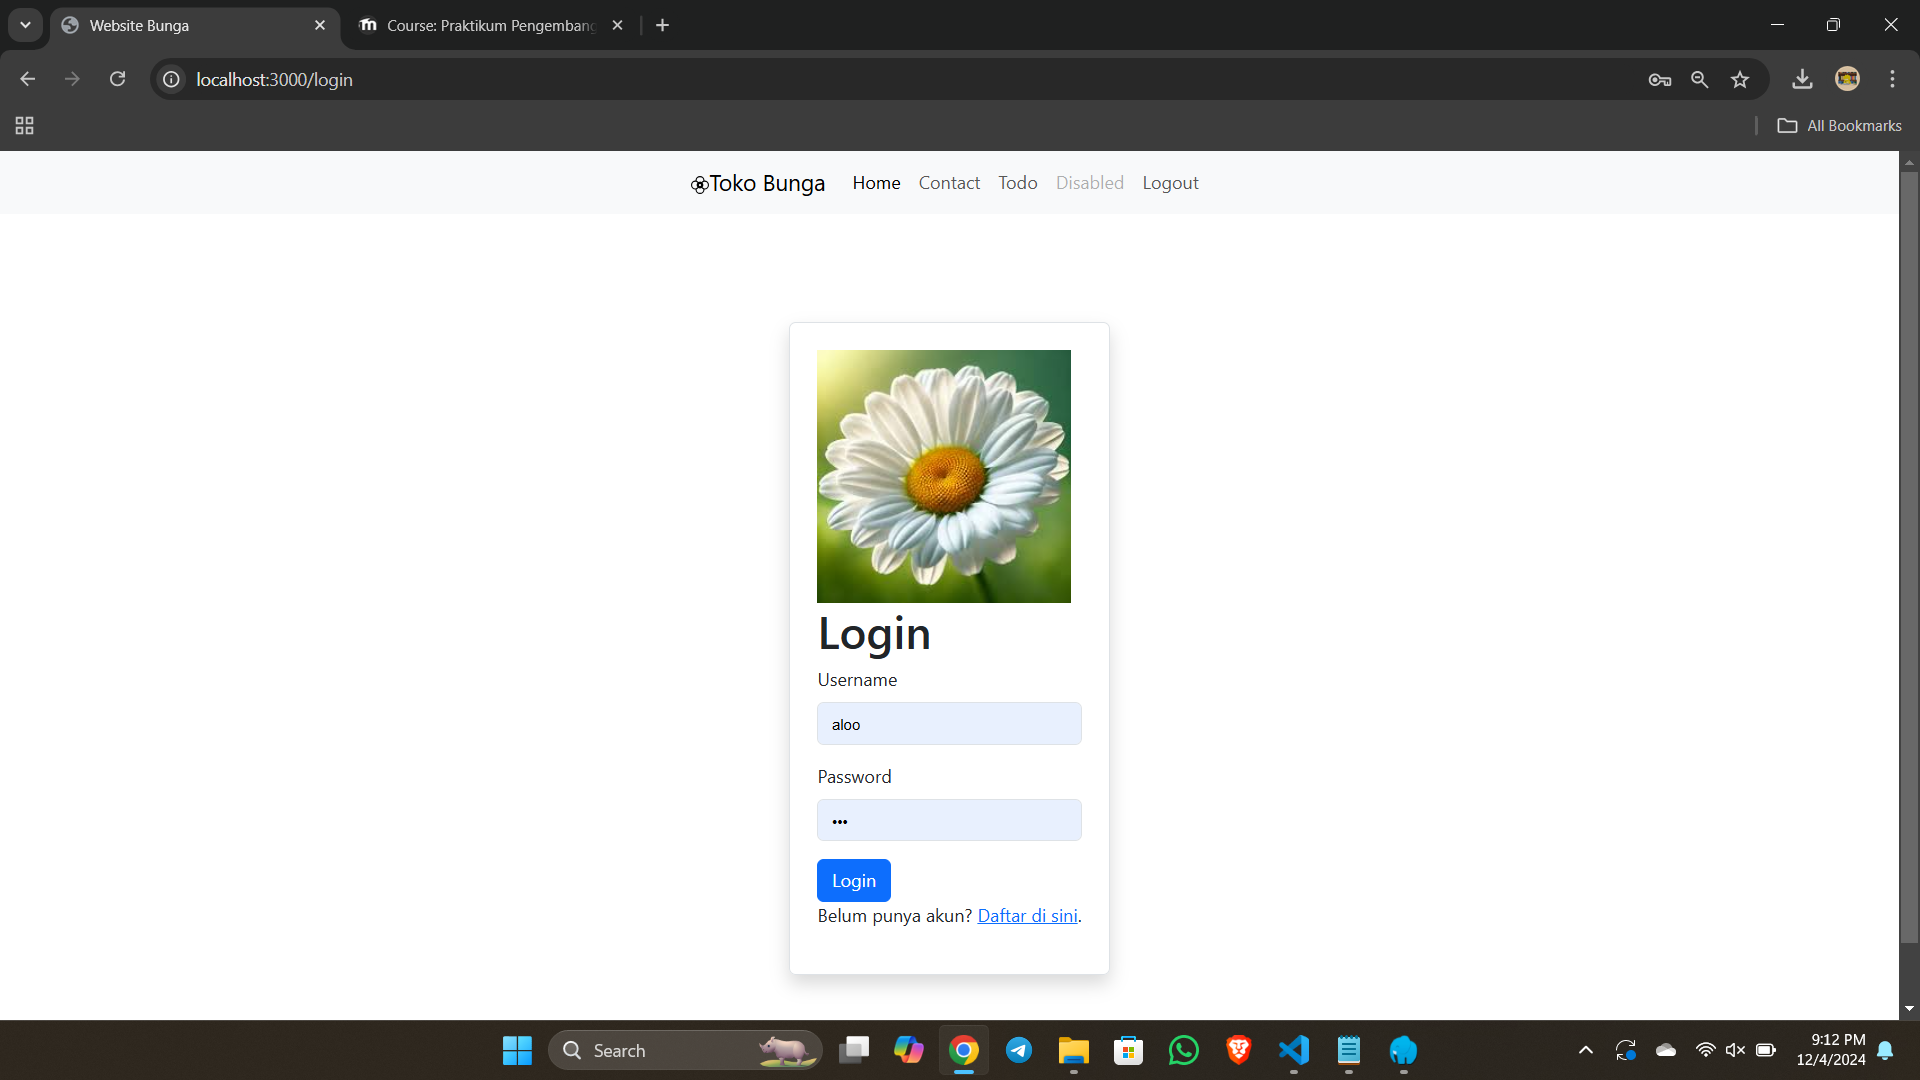 Website Bunga
Course: Praktikum Pengembang
localhost:3000/login
All Bookmarks
Toko Bunga Home Contact Todo Disabled Logout
Login
Username
aloo
Password
•••
Login
Belum punya akun? Daftar di sini.
Search
9:12 PM
12/4/2024